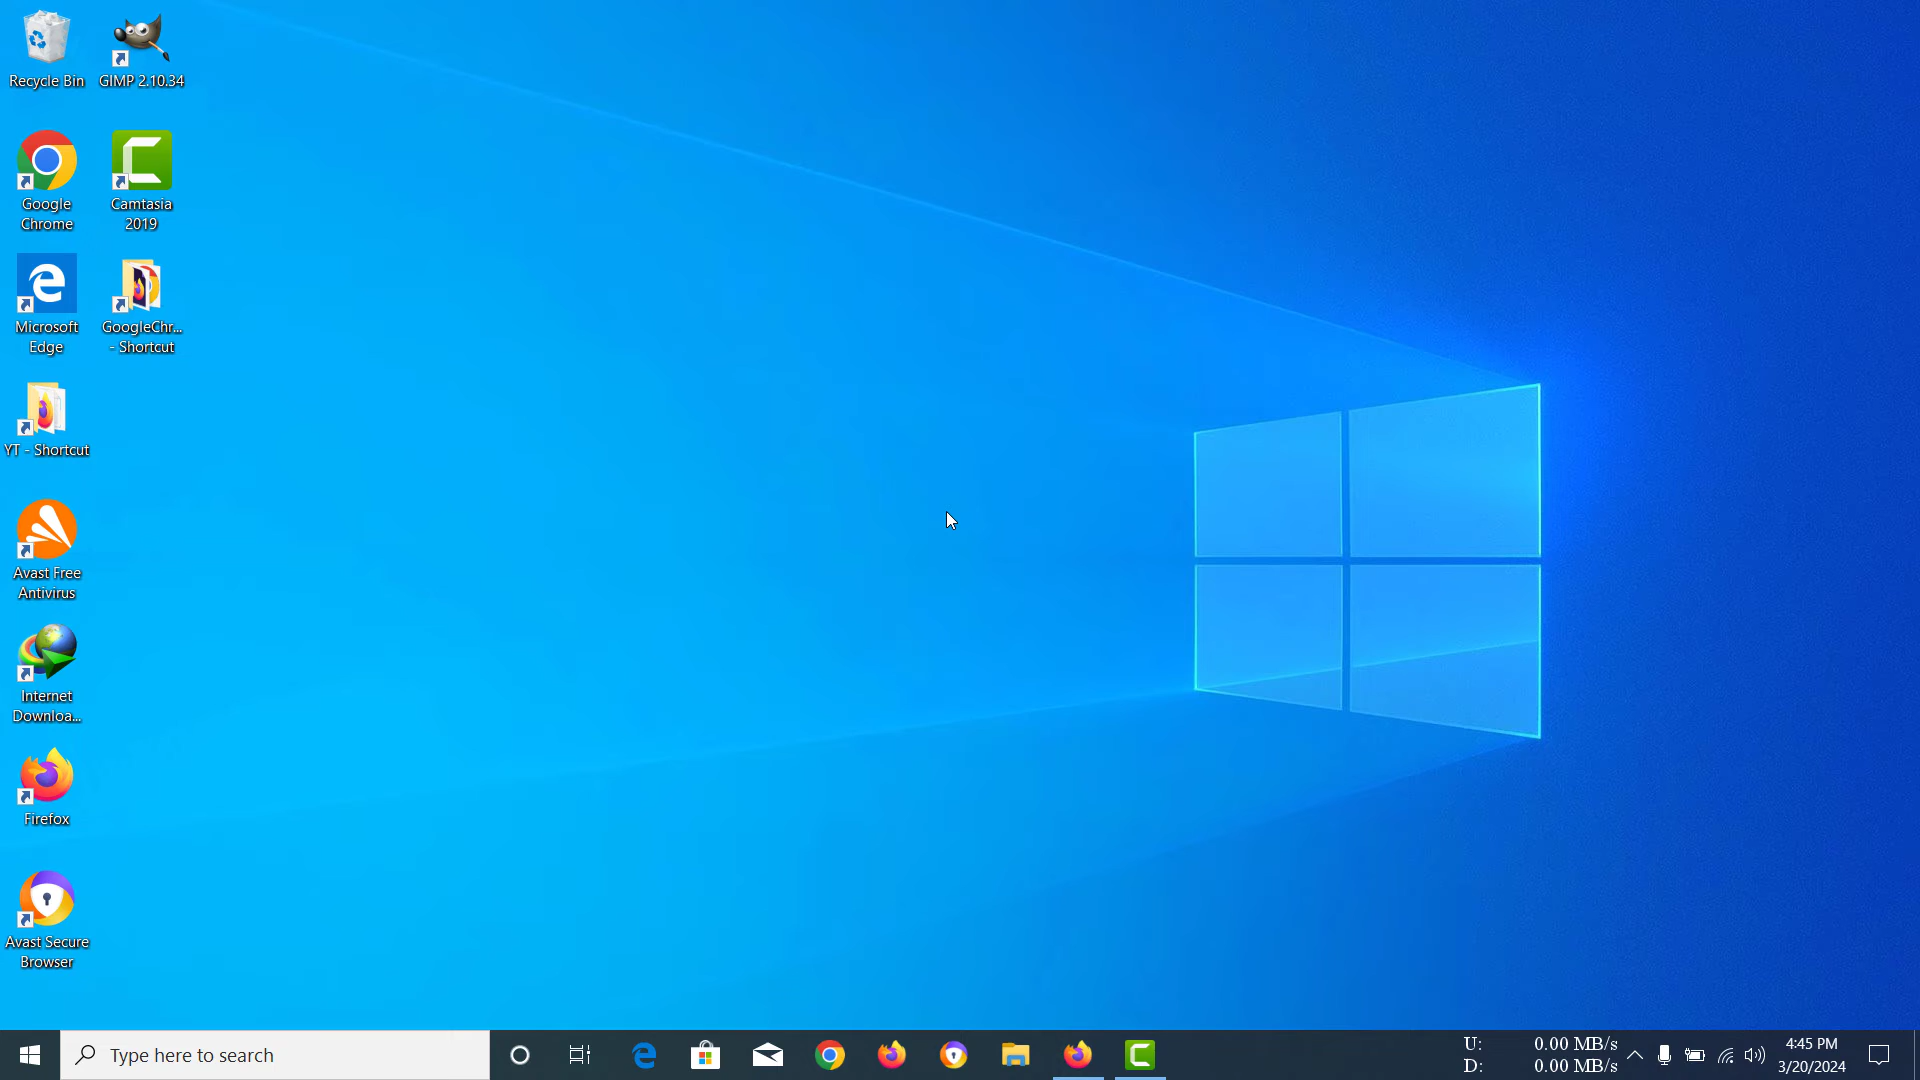 Recycle Bin
GIMP 2.10.34
Google
Chrome
Camtasia
2019
Microsoft
Edge
GoogleChr...
- Shortcut
YT - Shortcut
Avast Free
Antivirus
Internet
Downloa...
Firefox
Avast Secure
Browser
Type here to search
U: 0.00 MB/s
D: 0.00 MB/s
4:45 PM
3/20/2024